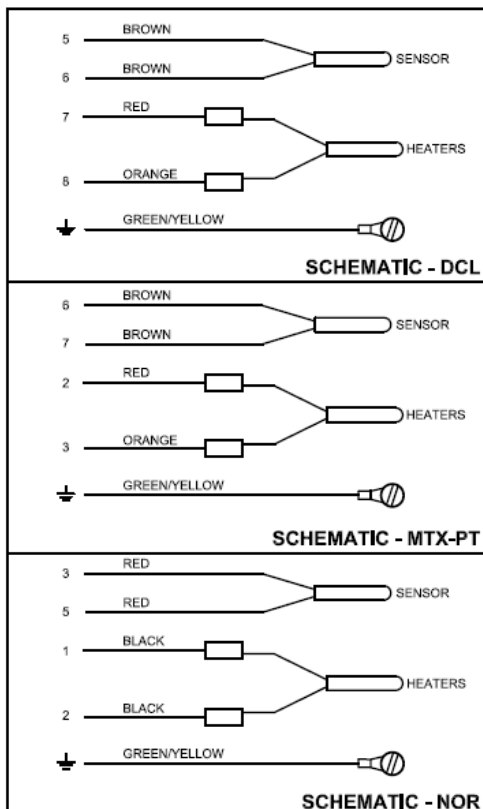 5 BROWN
SENSOR
6 BROWN
7 RED
HEATERS
8 ORANGE
GREEN/YELLOW
SCHEMATIC - DCL
6 BROWN
SENSOR
7 BROWN
2 RED
HEATERS
3 ORANGE
GREEN/YELLOW
SCHEMATIC - MTX-PT
3 RED
SENSOR
5 RED
1 BLACK
HEATERS
2 BLACK
GREEN/YELLOW
SCHEMATIC - NOR